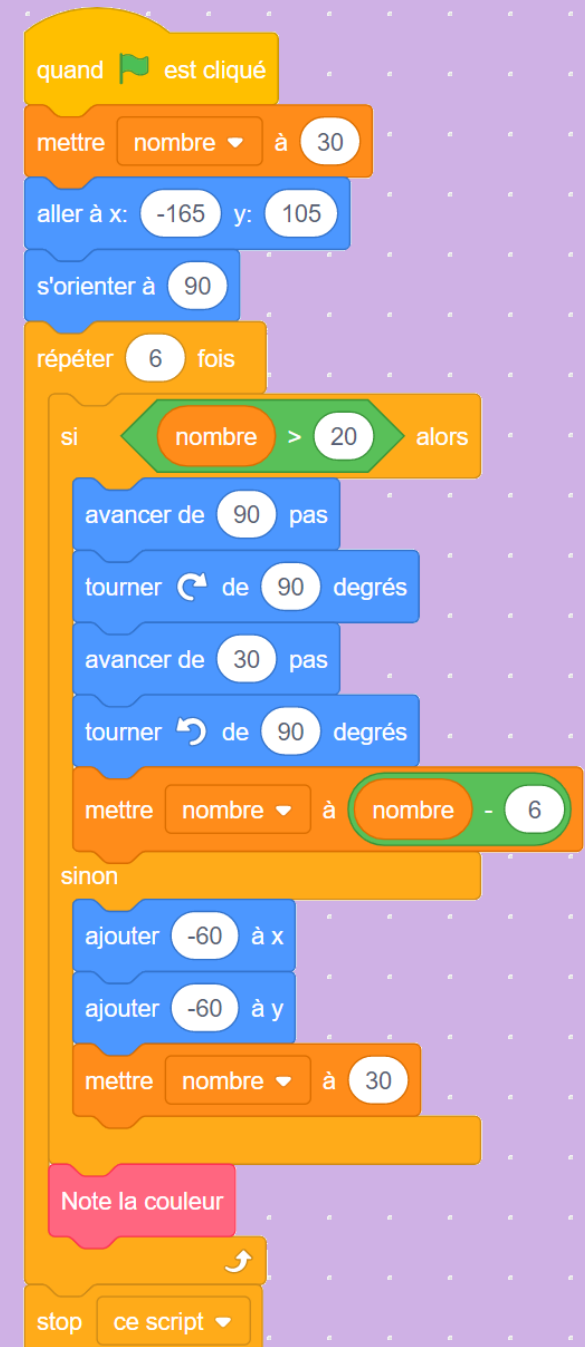 quand est cliqué
mettre nombre à 30
aller à x: -165 y: 105
s'orienter à 90
répéter 6 fois
si nombre > 20 alors
avancer de 90 pas
tourner de 90 degrés
avancer de 30 pas
tourner de 90 degrés
mettre nombre à nombre - 6
sinon
ajouter -60 à x
ajouter -60 à y
mettre nombre à 30
Note la couleur
stop ce script